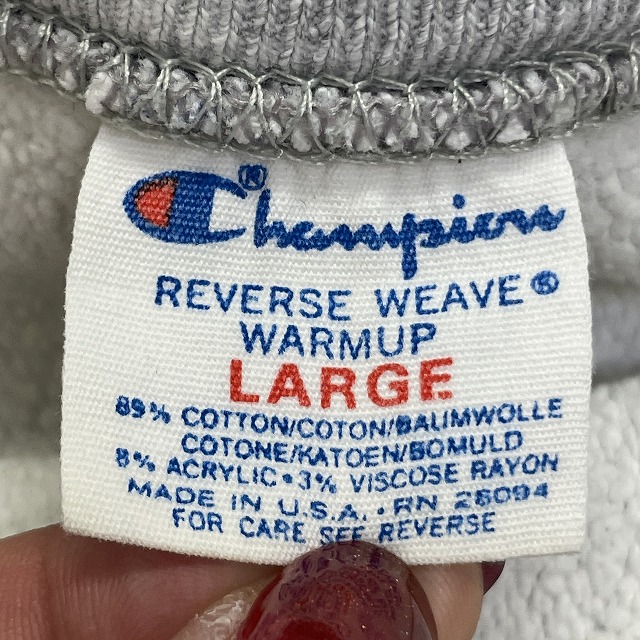 Champion®
REVERSE WEAVE®
WARMUP
LARGE
89% COTTON/COTON/BAUMWOLLE
COTONE/KATOEN/BOMULD
8% ACRYLIC • 3% VISCOSE RAYON
MADE IN U.S.A. • RN 26094
FOR CARE SEE REVERSE